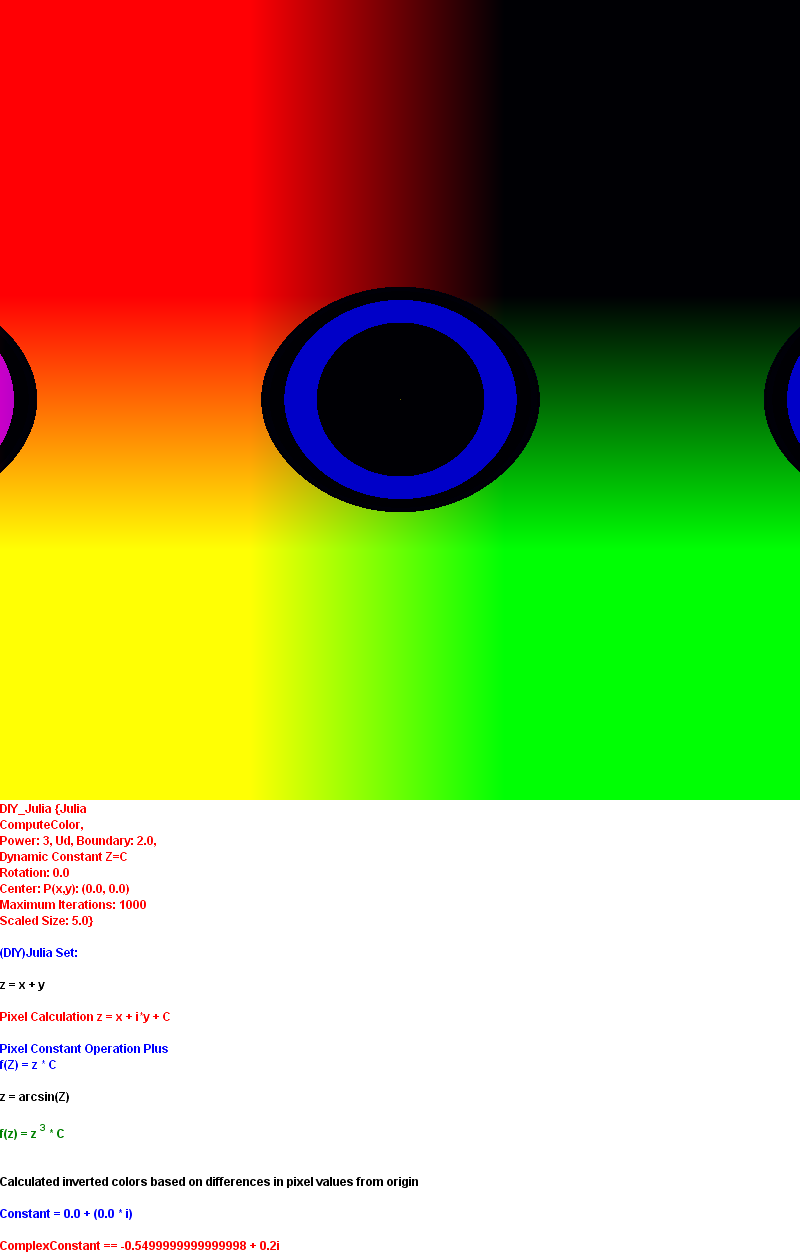 DIY_Julia {Julia
ComputeColor,
Power: 3, Ud, Boundary: 2.0,
Dynamic Constant Z=C
Rotation: 0.0
Center: P(x,y): (0.0, 0.0)
Maximum Iterations: 1000
Scaled Size: 5.0}
(DIY)Julia Set:
z = x + y
Pixel Calculation z = x + i*y + C
Pixel Constant Operation Plus
f(Z) = z * C
z = arcsin(Z)
f(z) = z ³ * C
Calculated inverted colors based on differences in pixel values from origin
Constant = 0.0 + (0.0 * i)
ComplexConstant == -0.5499999999999998 + 0.2i